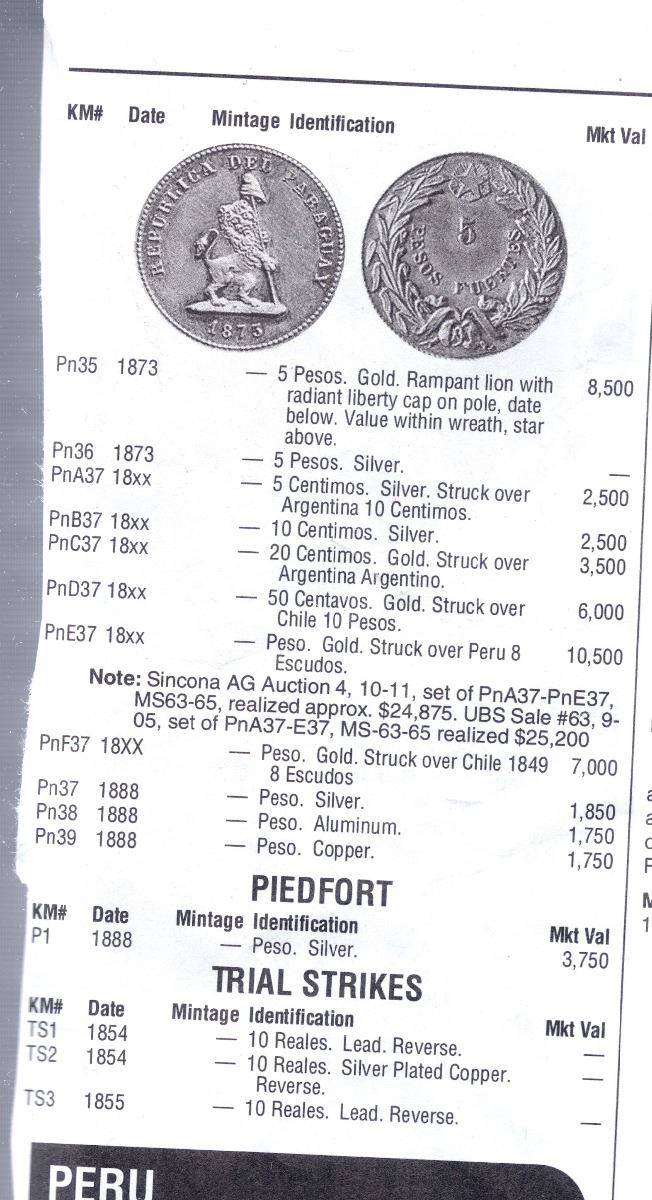 KM# Date Mintage Identification Mkt Val
REPUBLICA DEL PARAGUAY
1873
5
PESOS FUERTES
Pn35 1873 — 5 Pesos. Gold. Rampant lion with 8,500
radiant liberty cap on pole, date
below. Value within wreath, star
above.
Pn36 1873 — 5 Pesos. Silver. —
PnA37 18xx — 5 Centimos. Silver. Struck over 2,500
Argentina 10 Centimos.
PnB37 18xx — 10 Centimos. Silver. 2,500
PnC37 18xx — 20 Centimos. Gold. Struck over 3,500
Argentina Argentino.
PnD37 18xx — 50 Centavos. Gold. Struck over 6,000
Chile 10 Pesos.
PnE37 18xx — Peso. Gold. Struck over Peru 8 10,500
Escudos.
Note: Sincona AG Auction 4, 10-11, set of PnA37-PnE37,
MS63-65, realized approx. $24,875. UBS Sale #63, 9-
05, set of PnA37-E37, MS-63-65 realized $25,200
PnF37 18XX — Peso. Gold. Struck over Chile 1849 7,000
8 Escudos
Pn37 1888 — Peso. Silver. 1,850
Pn38 1888 — Peso. Aluminum. 1,750
Pn39 1888 — Peso. Copper. 1,750
PIEDFORT
KM# Date Mintage Identification Mkt Val
P1 1888 — Peso. Silver. 3,750
TRIAL STRIKES
KM# Date Mintage Identification Mkt Val
TS1 1854 — 10 Reales. Lead. Reverse. —
TS2 1854 — 10 Reales. Silver Plated Copper. —
Reverse.
TS3 1855 — 10 Reales. Lead. Reverse. —
PERU